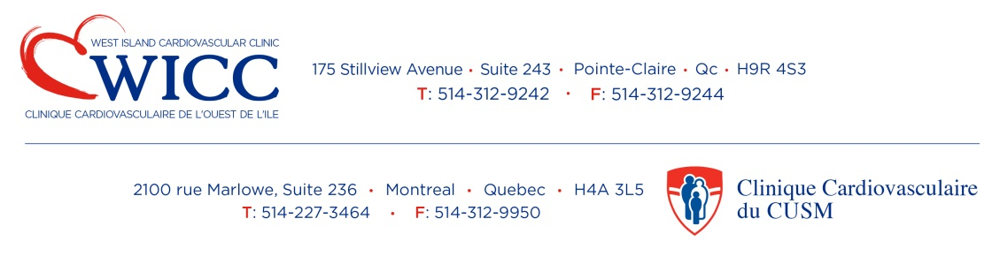 WEST ISLAND CARDIOVASCULAR CLINIC
WICC
CLINIQUE CARDIOVASCULAIRE DE L'OUEST DE L'ILE
175 Stillview Avenue • Suite 243 • Pointe-Claire • Qc • H9R 4S3
T: 514-312-9242 • F: 514-312-9244
2100 rue Marlowe, Suite 236 • Montreal • Quebec • H4A 3L5
T: 514-227-3464 • F: 514-312-9950
Clinique Cardiovasculaire
du CUSM